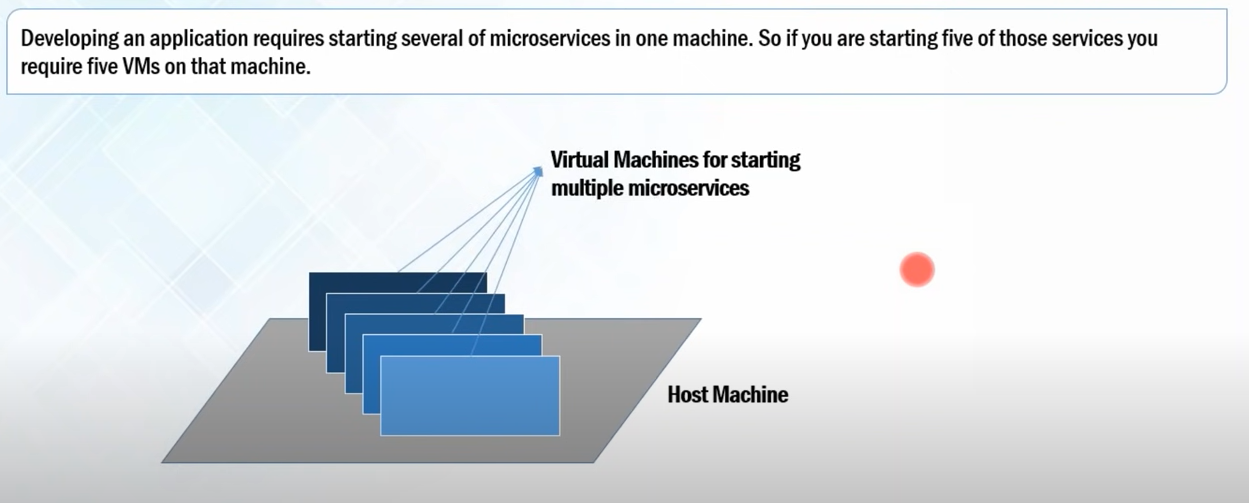 Developing an application requires starting several of microservices in one machine. So if you are starting five of those services you
require five VMs on that machine.
Virtual Machines for starting
multiple microservices
Host Machine